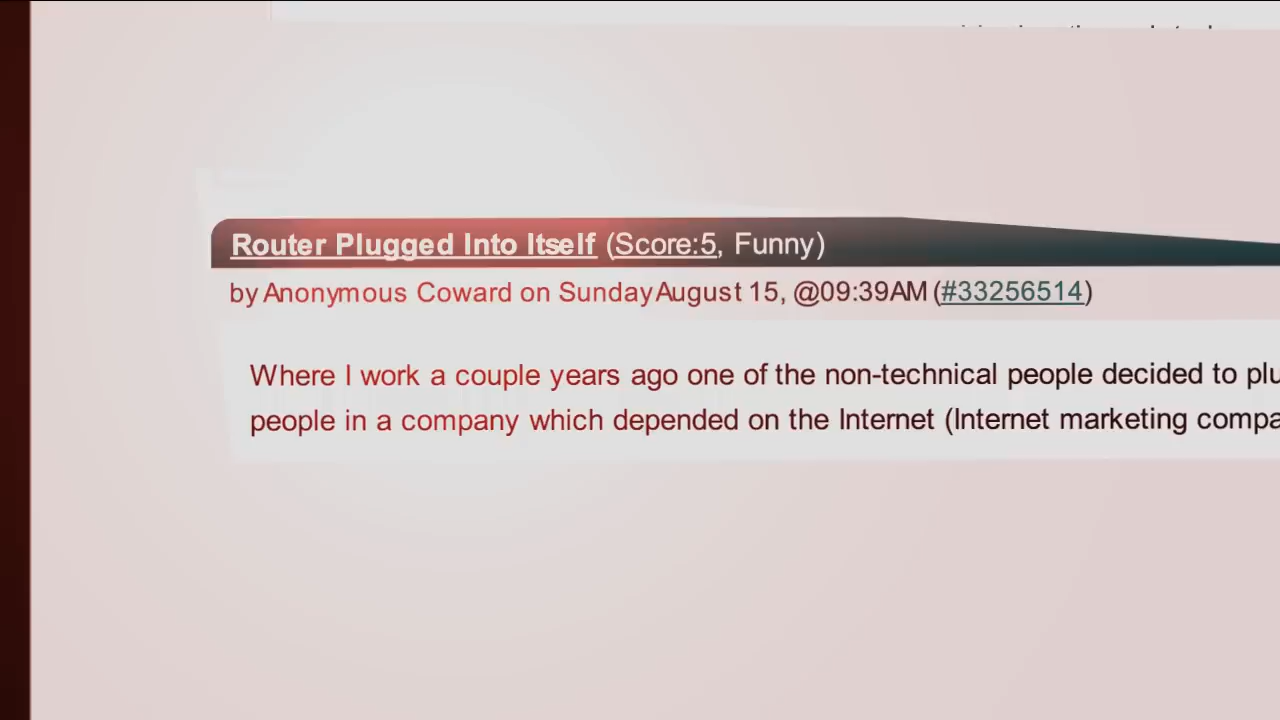 Router Plugged Into Itself (Score:5, Funny)
by Anonymous Coward on Sunday August 15, @09:39AM (#33256514)
Where I work a couple years ago one of the non-technical people decided to plu
people in a company which depended on the Internet (Internet marketing compa